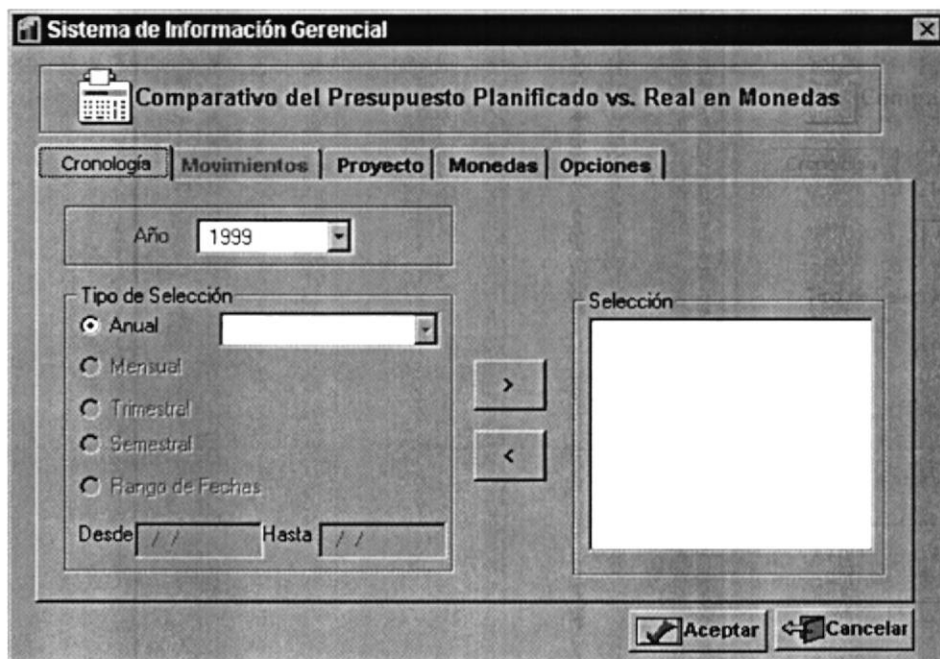 Sistema de Información Gerencial
Comparativo del Presupuesto Planificado vs. Real en Monedas
Cronología Movimientos Proyecto Monedas Opciones
Año 1999
Tipo de Selección
Anual
Mensual
Trimestral
Semestral
Rango de Fechas
Desde / / Hasta / /
>
<
Selección
Aceptar Cancelar